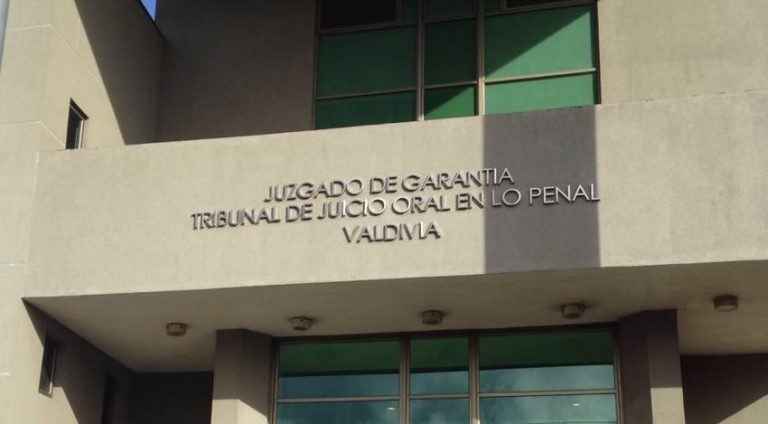 JUZGADO DE GARANTIA
TRIBUNAL DE JUICIO ORAL EN LO PENAL
VALDIVIA